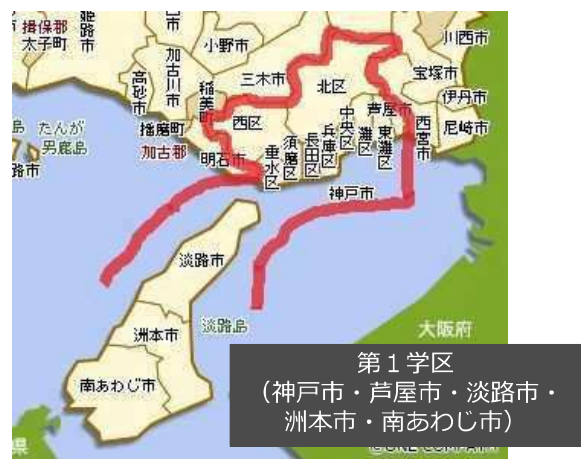 揖保郡
太子町
姫路市
加古川市
高砂市
小野市
三木市
稲美町
播磨町
加古郡
明石市
西区
北区
垂水区
須磨区
長田区
兵庫区
中央区
灘区
東灘区
芦屋市
西宮市
宝塚市
川西市
伊丹市
尼崎市
神戸市
島
たんが
男鹿島
路市
淡路市
淡路島
洲本市
南あわじ市
大阪府
県
第１学区
（神戸市・芦屋市・淡路市・
洲本市・南あわじ市）